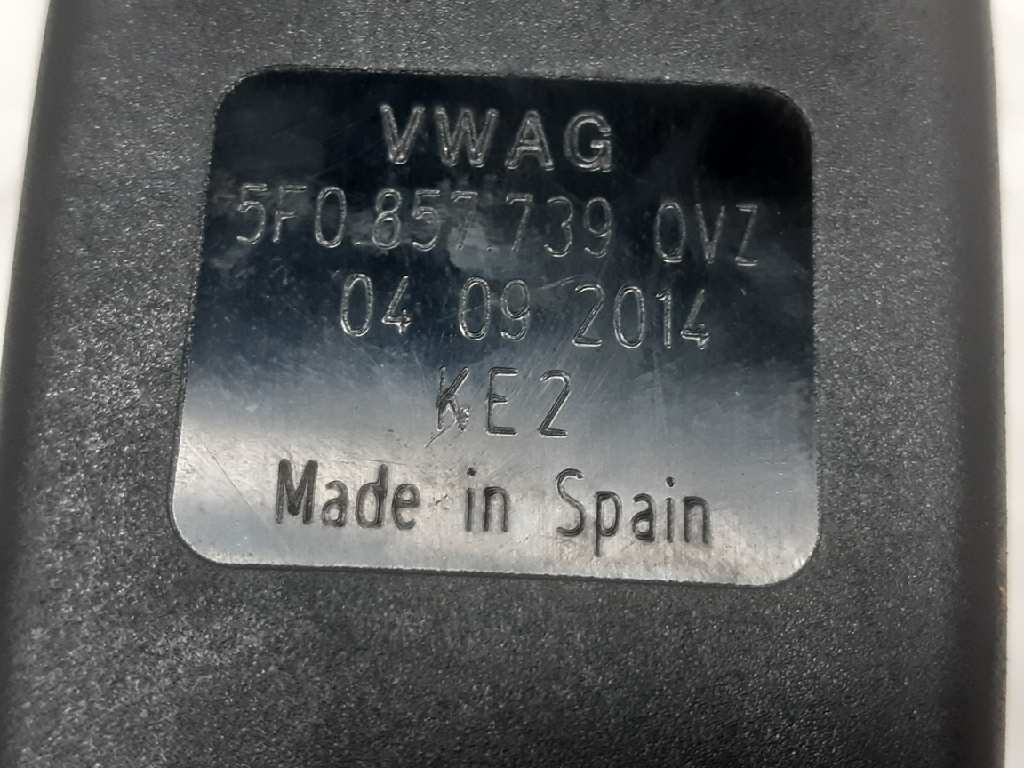 VWAG
5F0.857.739 0VZ
04 09 2014
KE2
Made in Spain